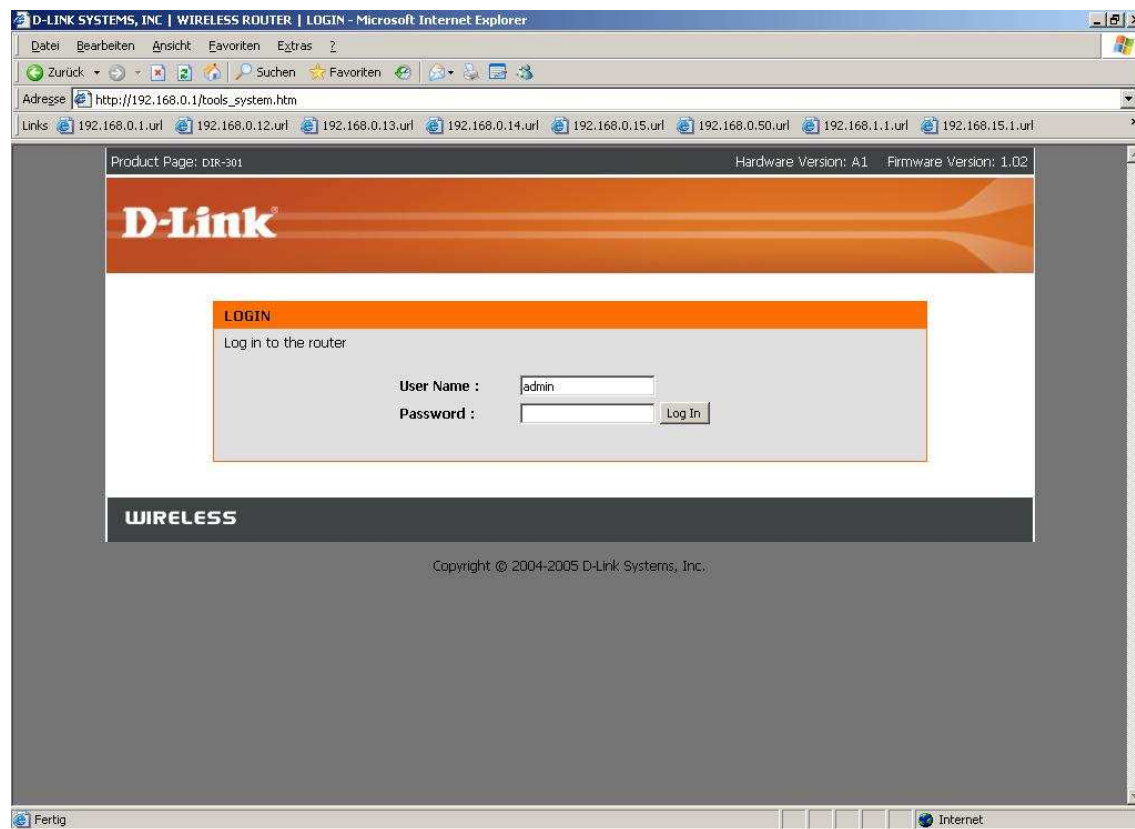 D-LINK SYSTEMS, INC | WIRELESS ROUTER | LOGIN - Microsoft Internet Explorer
Datei Bearbeiten Ansicht Favoriten Extras ?
Zurück Suchen Favoriten
Adresse http://192.168.0.1/tools_system.htm
Links 192.168.0.1.url 192.168.0.12.url 192.168.0.13.url 192.168.0.14.url 192.168.0.15.url 192.168.0.50.url 192.168.1.1.url 192.168.15.1.url
Product Page: DIR-301 Hardware Version: A1 Firmware Version: 1.02
D-Link®
LOGIN
Log in to the router
User Name : admin
Password : Log In
WIRELESS
Copyright © 2004-2005 D-Link Systems, Inc.
Fertig Internet